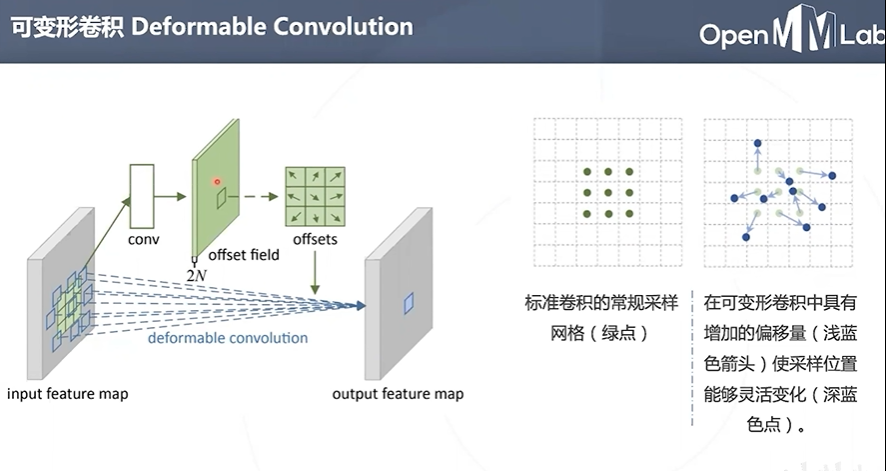 可变形卷积 Deformable Convolution
OpenMMLab
conv
offset field
offsets
2N
deformable convolution
input feature map
output feature map
标准卷积的常规采样
网格（绿点）
在可变形卷积中具有
增加的偏移量（浅蓝
色箭头）使采样位置
能够灵活变化（深蓝
色点）。